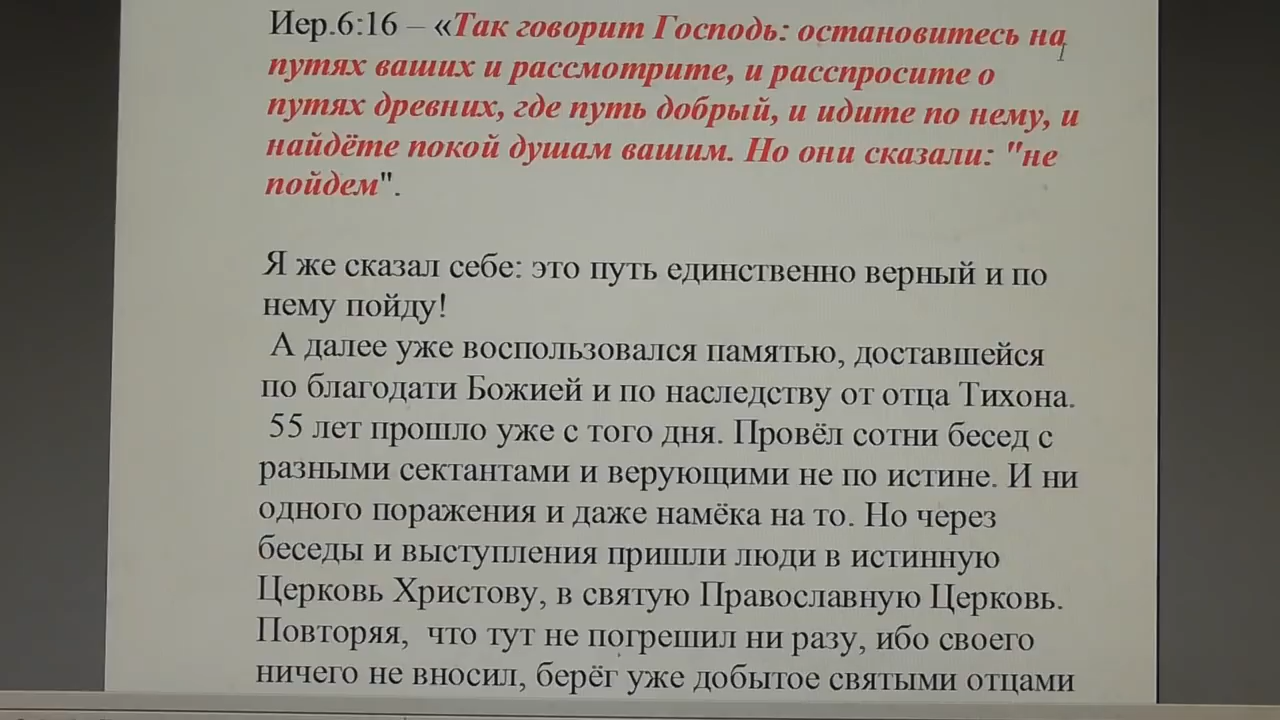 Иер.6:16 – «Так говорит Господь: остановитесь на
путях ваших и рассмотрите, и расспросите о
путях древних, где путь добрый, и идите по нему, и
найдёте покой душам вашим. Но они сказали: "не
пойдем".
Я же сказал себе: это путь единственно верный и по
нему пойду!
А далее уже воспользовался памятью, доставшейся
по благодати Божией и по наследству от отца Тихона.
55 лет прошло уже с того дня. Провёл сотни бесед с
разными сектантами и верующими не по истине. И ни
одного поражения и даже намёка на то. Но через
беседы и выступления пришли люди в истинную
Церковь Христову, в святую Православную Церковь.
Повторяя, что тут не погрешил ни разу, ибо своего
ничего не вносил, берёг уже добытое святыми отцами